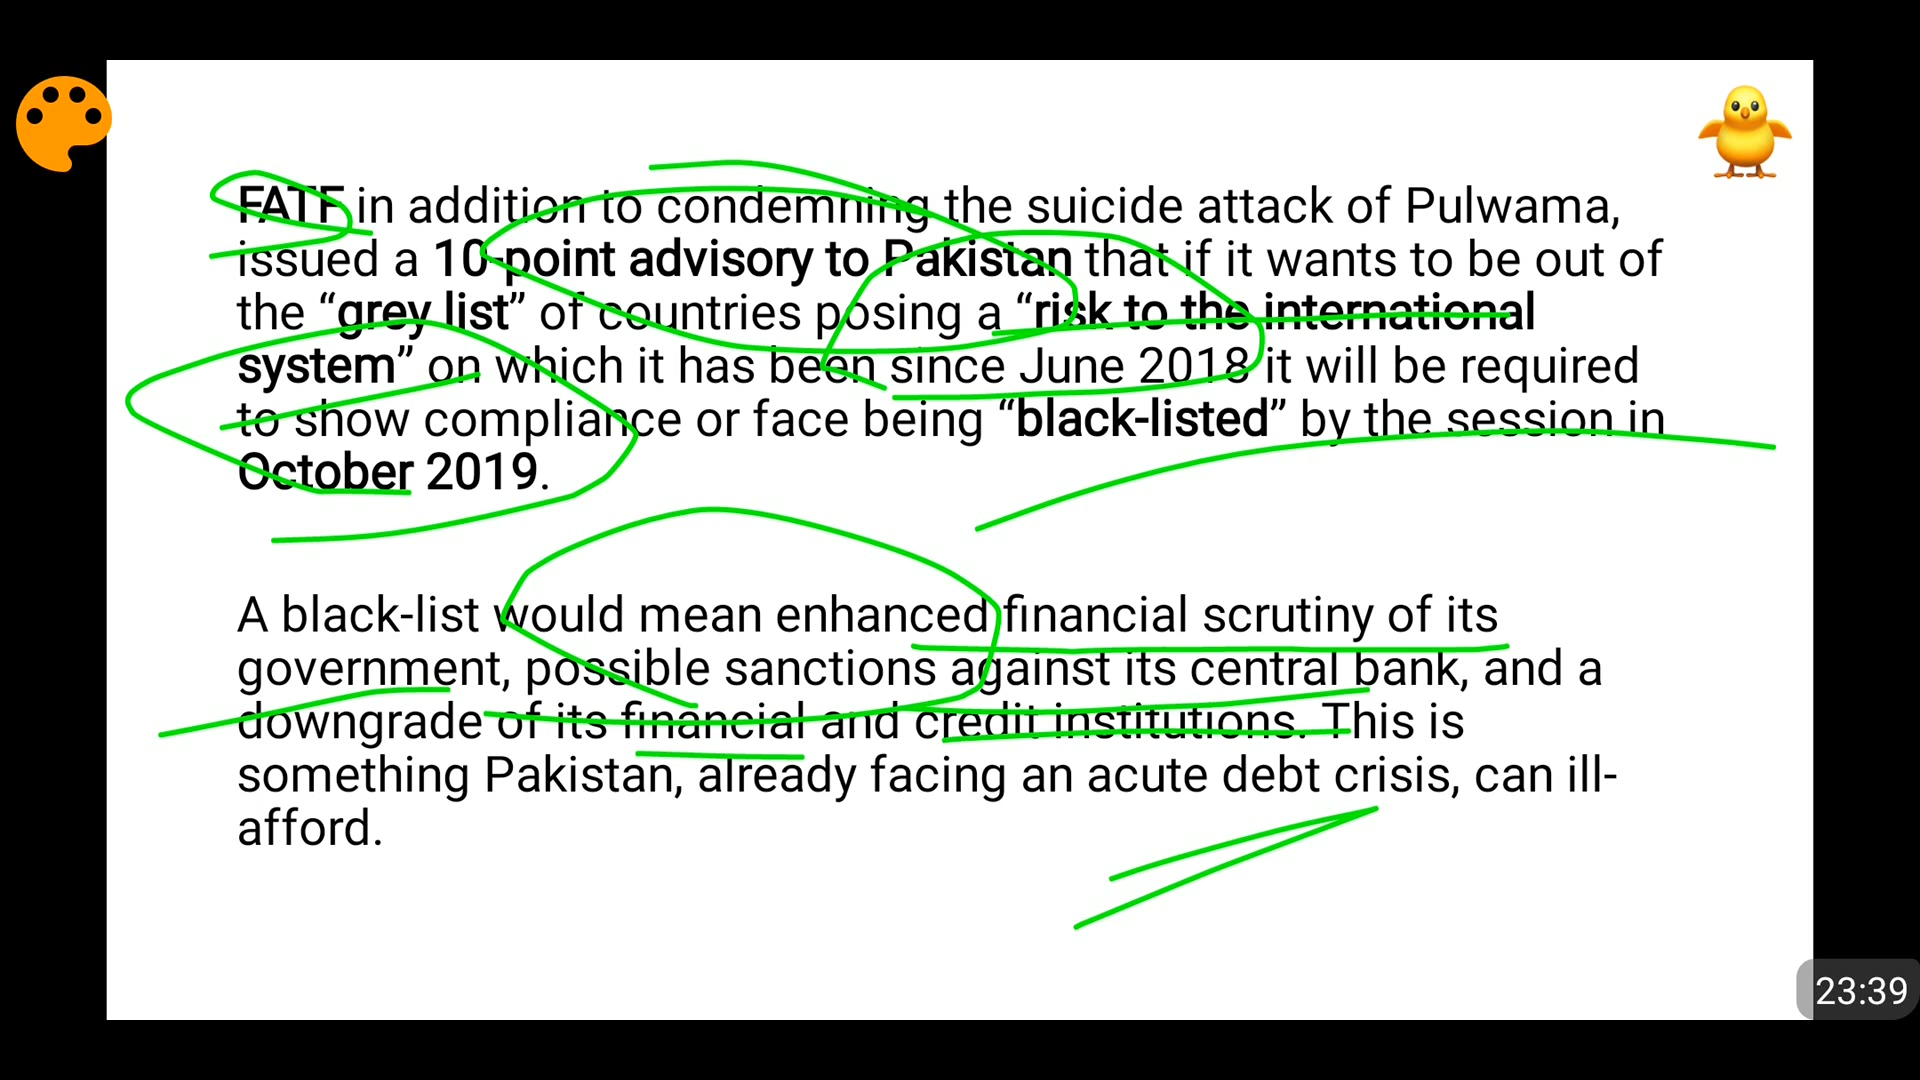 FATF in addition to condemning the suicide attack of Pulwama,
issued a 10-point advisory to Pakistan that if it wants to be out of
the “grey list” of countries posing a “risk to the international
system” on which it has been since June 2018 it will be required
to show compliance or face being “black-listed” by the session in
October 2019.
A black-list would mean enhanced financial scrutiny of its
government, possible sanctions against its central bank, and a
downgrade of its financial and credit institutions. This is
something Pakistan, already facing an acute debt crisis, can ill-
afford.
23:39